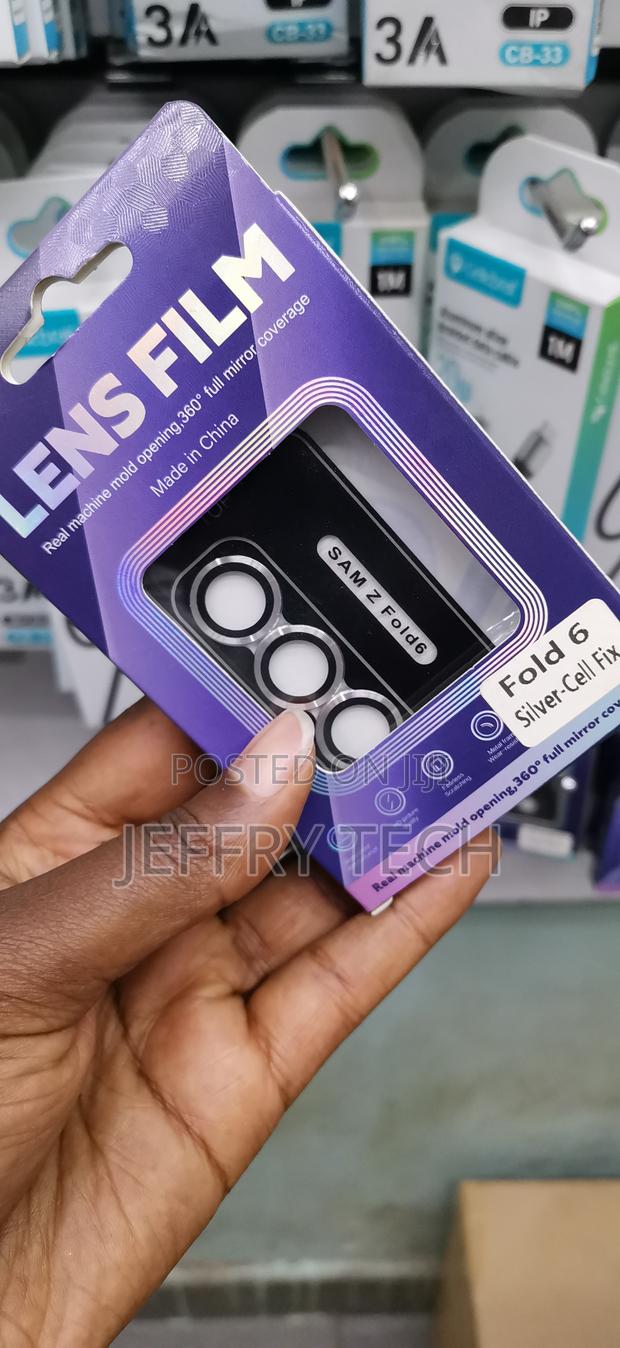 3A
IP
CB-33
3A
IP
CB-33
Celebrat
1M
1M
LENS FILM
Real machine mold opening,360° full mirror coverage
Made in China
SAM Z Fold6
Fold 6
Silver-Cell Fix
Real machine mold opening,360° full mirror cov
POSTED ON JIJI
JEFFRY TECH